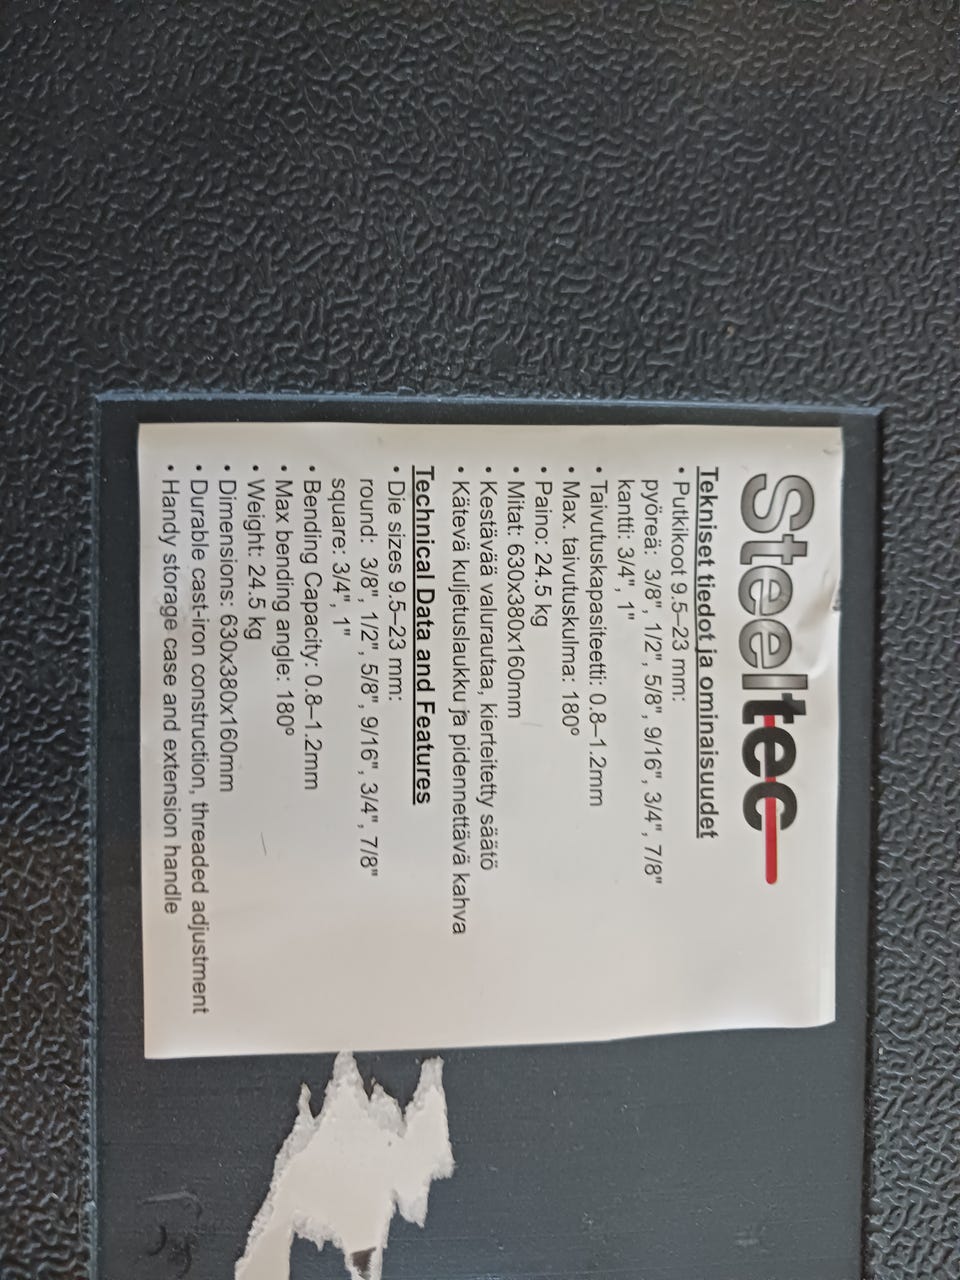 Steeltec
Tekniset tiedot ja ominaisuudet
• Putkikoot 9.5–23 mm:
pyöreä: 3/8", 1/2", 5/8", 9/16", 3/4", 7/8"
kantti: 3/4", 1"
• Taivutuskapasiteetti: 0.8–1.2mm
• Max. taivutuskulma: 180º
• Paino: 24.5 kg
• Mitat: 630x380x160mm
• Kestävää valurautaa, kierteitetty säätö
• Kätevä kuljetuslaukku ja pidennettävä kahva
Technical Data and Features
• Die sizes 9.5–23 mm:
round: 3/8", 1/2", 5/8", 9/16", 3/4", 7/8"
square: 3/4", 1"
• Bending Capacity: 0.8–1.2mm
• Max bending angle: 180º
• Weight: 24.5 kg
• Dimensions: 630x380x160mm
• Durable cast-iron construction, threaded adjustment
• Handy storage case and extension handle